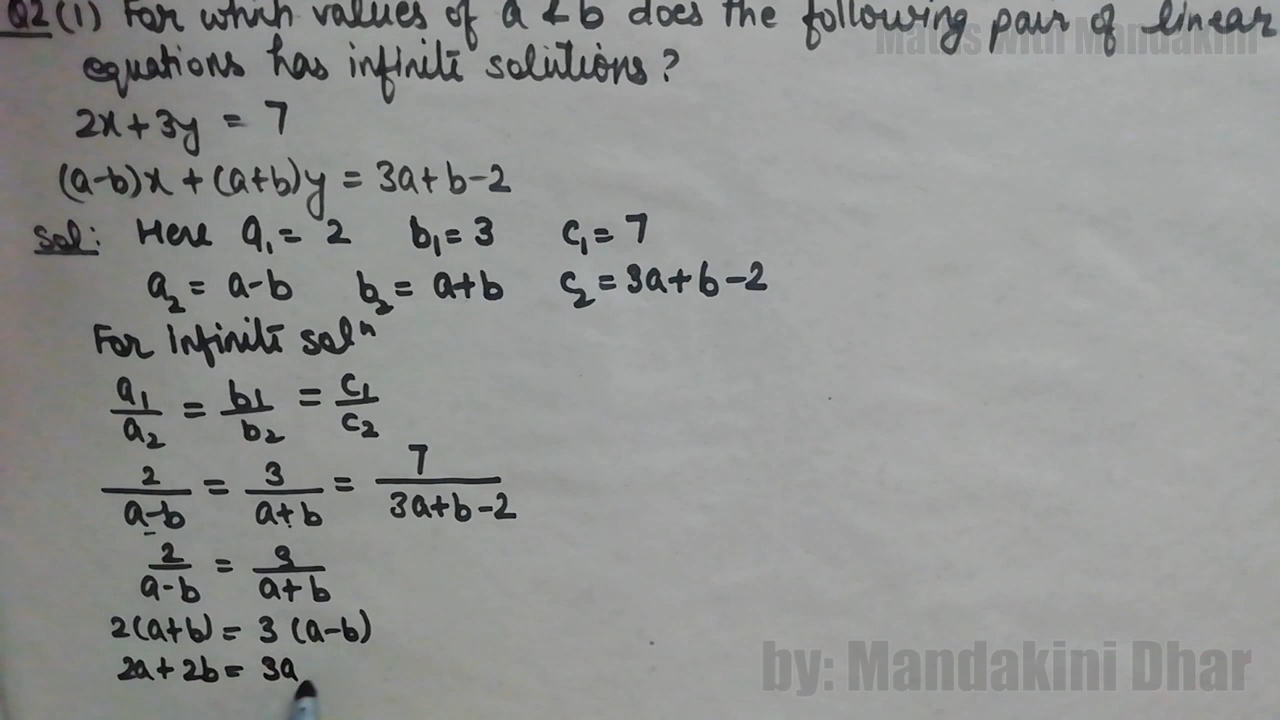 Q2(1) For which values of a & b does the following pair of linear
equations has infinite solutions?
2x+3y = 7
(a-b)x + (a+b)y = 3a+b-2
Sol: Here a₁ = 2 b₁ = 3 c₁ = 7
a₂ = a-b b₂ = a+b c₂ = 3a+b-2
For Infinite solⁿ
a₁/a₂ = b₁/b₂ = c₁/c₂
2/(a-b) = 3/(a+b) = 7/(3a+b-2)
2/(a-b) = 3/(a+b)
2(a+b) = 3(a-b)
2a+2b = 3a
Maths with Mandakini
by: Mandakini Dhar